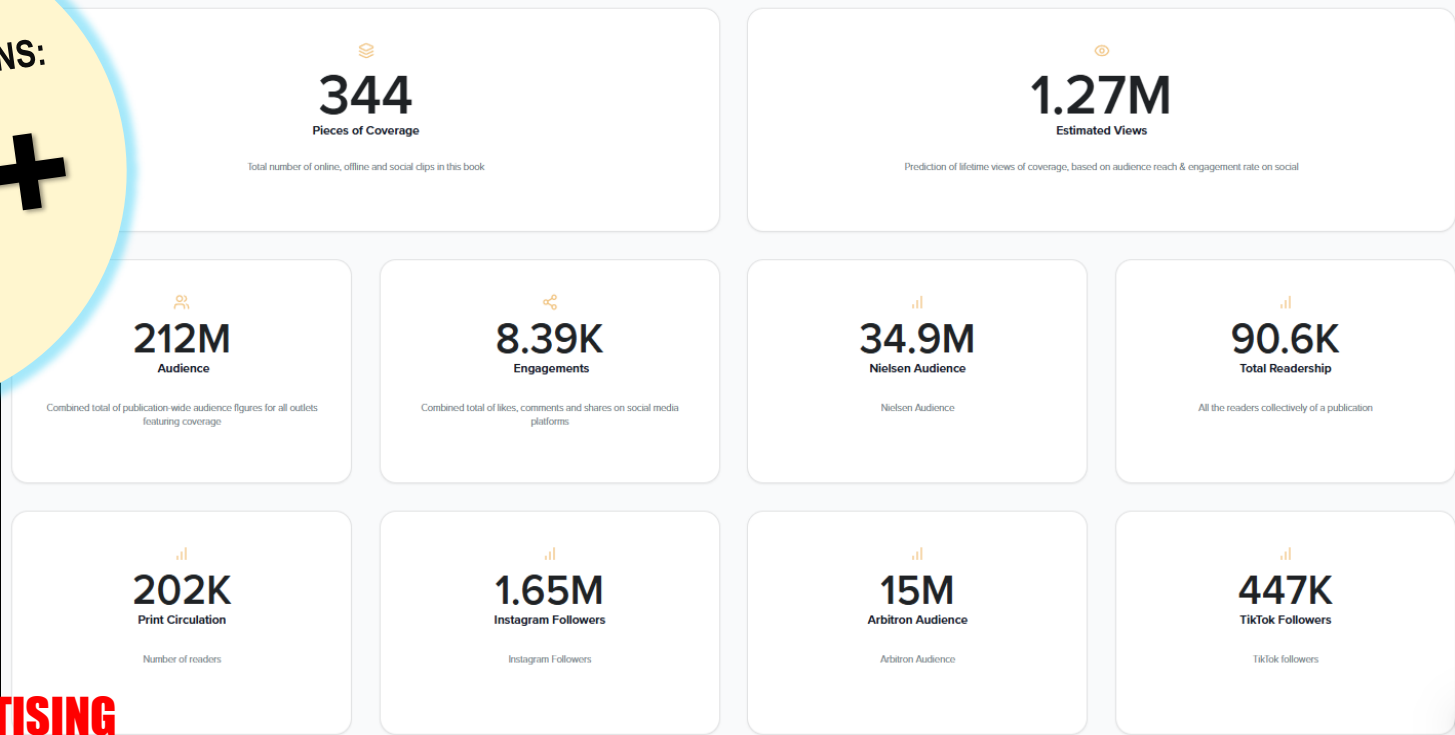 NS:
+
344
Pieces of Coverage
Total number of online, offline and social clips in this book
1.27M
Estimated Views
Prediction of lifetime views of coverage, based on audience reach & engagement rate on social
212M
Audience
Combined total of publication-wide audience figures for all outlets
featuring coverage
8.39K
Engagements
Combined total of likes, comments and shares on social media
platforms
34.9M
Nielsen Audience
Nielsen Audience
90.6K
Total Readership
All the readers collectively of a publication
202K
Print Circulation
Number of readers
1.65M
Instagram Followers
Instagram Followers
15M
Arbitron Audience
Arbitron Audience
447K
TikTok Followers
TikTok followers
TISING